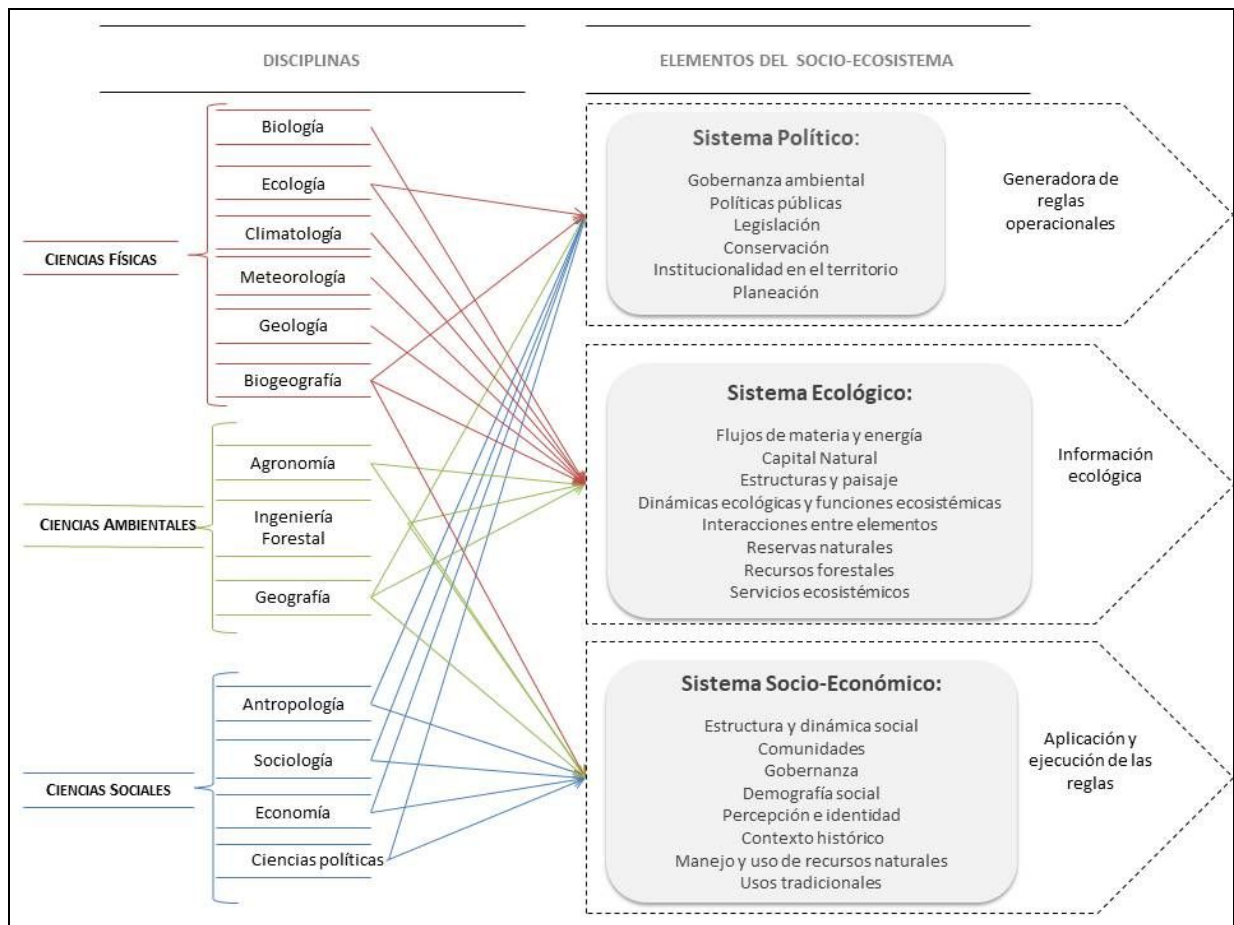 DISCIPLINAS
ELEMENTOS DEL SOCIO-ECOSISTEMA
CIENCIAS FÍSICAS
Biología
Ecología
Climatología
Meteorología
Geología
Biogeografía
CIENCIAS AMBIENTALES
Agronomía
Ingeniería
Forestal
Geografía
CIENCIAS SOCIALES
Antropología
Sociología
Economía
Ciencias políticas
Sistema Político:
Gobernanza ambiental
Políticas públicas
Legislación
Conservación
Institucionalidad en el territorio
Planeación
Generadora de
reglas
operacionales
Sistema Ecológico:
Flujos de materia y energía
Capital Natural
Estructuras y paisaje
Dinámicas ecológicas y funciones ecosistémicas
Interacciones entre elementos
Reservas naturales
Recursos forestales
Servicios ecosistémicos
Información
ecológica
Sistema Socio-Económico:
Estructura y dinámica social
Comunidades
Gobernanza
Demografía social
Percepción e identidad
Contexto histórico
Manejo y uso de recursos naturales
Usos tradicionales
Aplicación y
ejecución de las
reglas